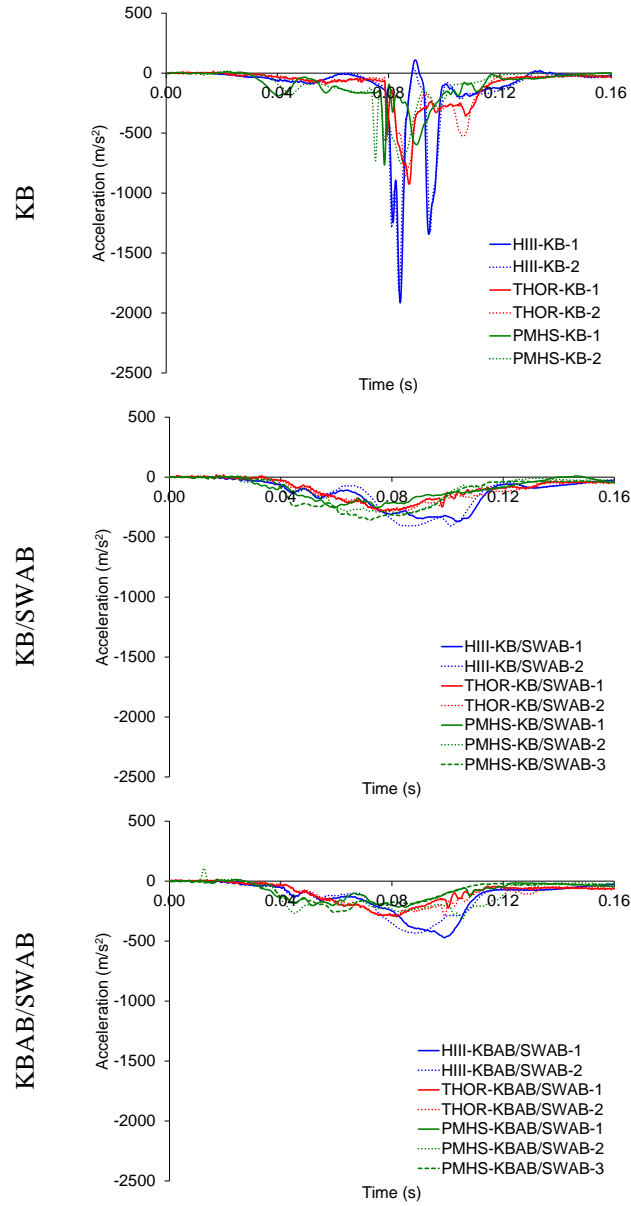 KB
Acceleration (m/s²)
500
0
-500
-1000
-1500
-2000
-2500
0.00
0.04
0.08
0.12
0.16
HIII-KB-1
HIII-KB-2
THOR-KB-1
THOR-KB-2
PMHS-KB-1
PMHS-KB-2
Time (s)
KB/SWAB
Acceleration (m/s²)
500
0
-500
-1000
-1500
-2000
-2500
0.00
0.04
0.08
0.12
0.16
HIII-KB/SWAB-1
HIII-KB/SWAB-2
THOR-KB/SWAB-1
THOR-KB/SWAB-2
PMHS-KB/SWAB-1
PMHS-KB/SWAB-2
PMHS-KB/SWAB-3
Time (s)
KBAB/SWAB
Acceleration (m/s²)
500
0
-500
-1000
-1500
-2000
-2500
0.00
0.04
0.08
0.12
0.16
HIII-KBAB/SWAB-1
HIII-KBAB/SWAB-2
THOR-KBAB/SWAB-1
THOR-KBAB/SWAB-2
PMHS-KBAB/SWAB-1
PMHS-KBAB/SWAB-2
PMHS-KBAB/SWAB-3
Time (s)